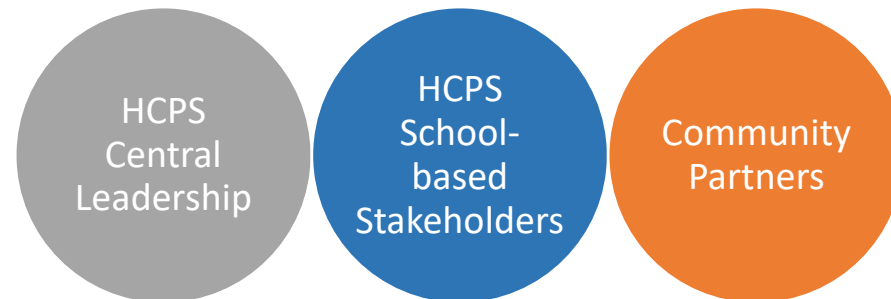 HCPS
Central
Leadership
HCPS
School-
based
Stakeholders
Community
Partners